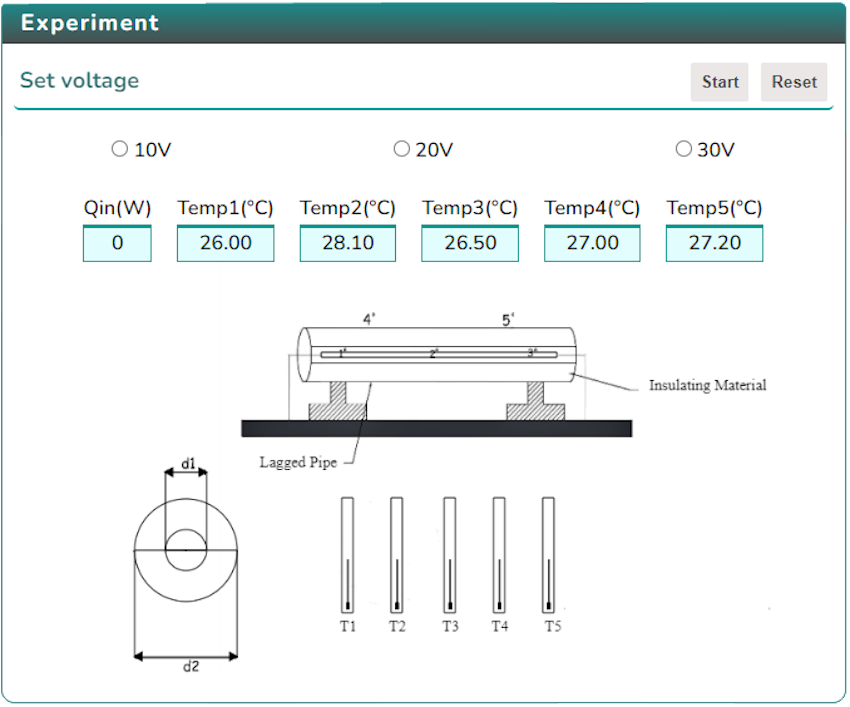 Experiment
Set voltage Start Reset
10V 20V 30V
Qin(W) Temp1(°C) Temp2(°C) Temp3(°C) Temp4(°C) Temp5(°C)
0 26.00 28.10 26.50 27.00 27.20
4' 5'
1' 2' 3'
Insulating Material
Lagged Pipe
d1
T1 T2 T3 T4 T5
d2